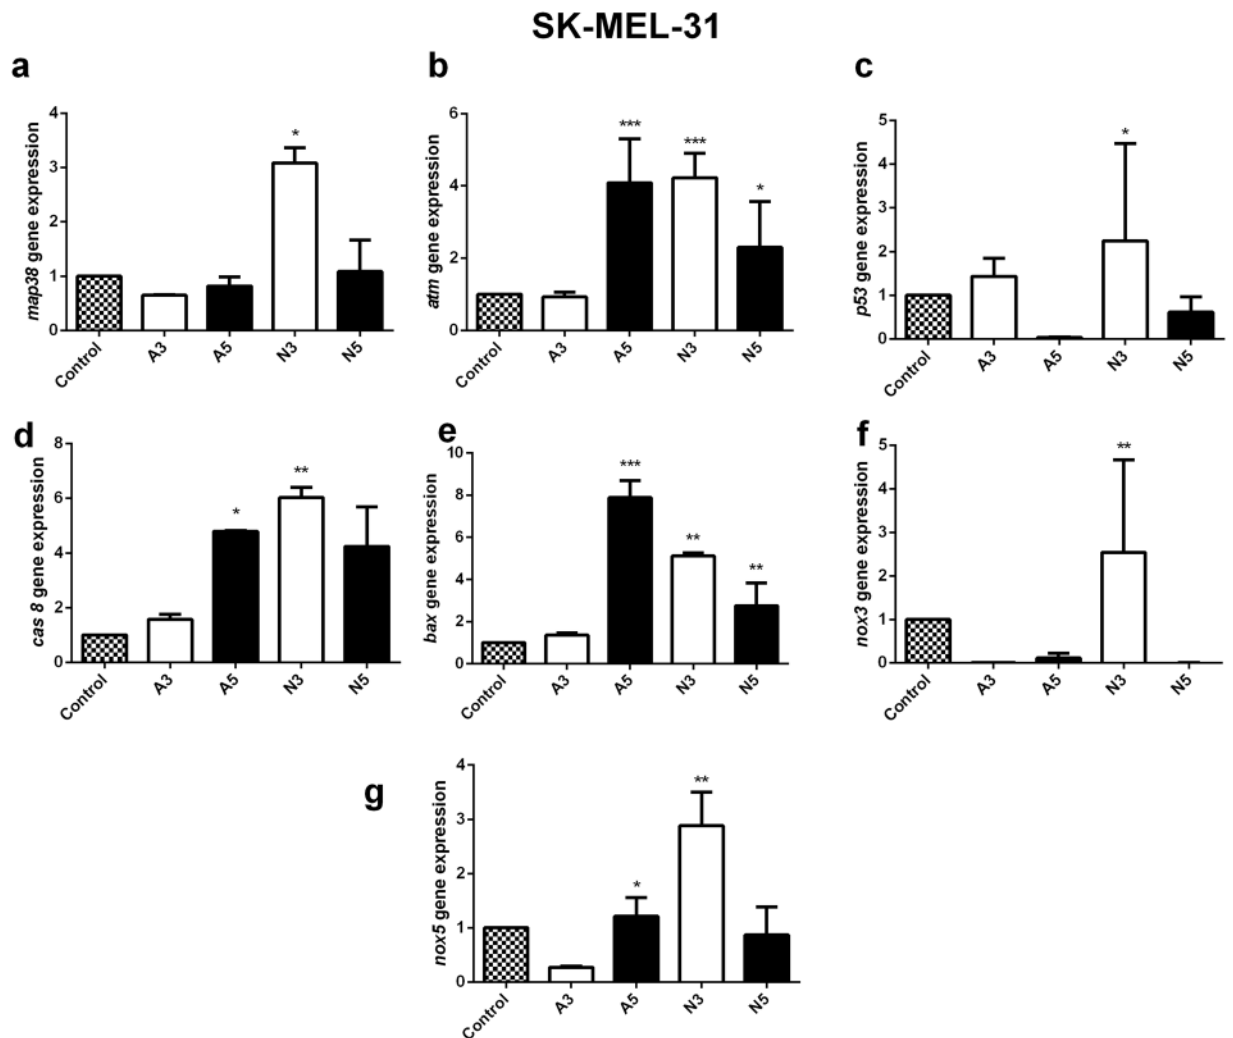 SK-MEL-31
a
map38 gene expression
4
3
2
1
0
*
Control A3 A5 N3 N5
b
atm gene expression
6
4
2
0
*** *** *
Control A3 A5 N3 N5
c
p53 gene expression
5
4
3
2
1
0
*
Control A3 A5 N3 N5
d
cas 8 gene expression
8
6
4
2
0
* **
Control A3 A5 N3 N5
e
bax gene expression
10
8
6
4
2
0
*** ** **
Control A3 A5 N3 N5
f
nox3 gene expression
5
4
3
2
1
0
**
Control A3 A5 N3 N5
g
nox5 gene expression
4
3
2
1
0
* **
Control A3 A5 N3 N5